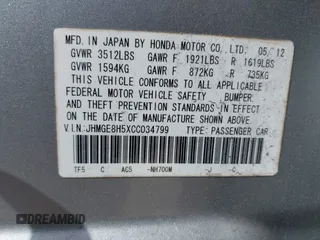 MFD. IN JAPAN BY HONDA MOTOR CO., LTD. 05/12
GVWR 3512LBS GAWR F 1921LBS R 1619LBS
GVWR 1594KG GAWR F 872KG R 735KG
THIS VEHICLE CONFORMS TO ALL APPLICABLE
FEDERAL MOTOR VEHICLE SAFETY, BUMPER
AND THEFT PREVENTION STANDARDS IN EFFECT
ON THE DATE OF MANUFACTURE SHOWN ABOVE.
V.I.N. JHMGE8H5XCC034799 TYPE: PASSENGER CAR
TF5 C AG5 -NH700M J -C
DREAMBID